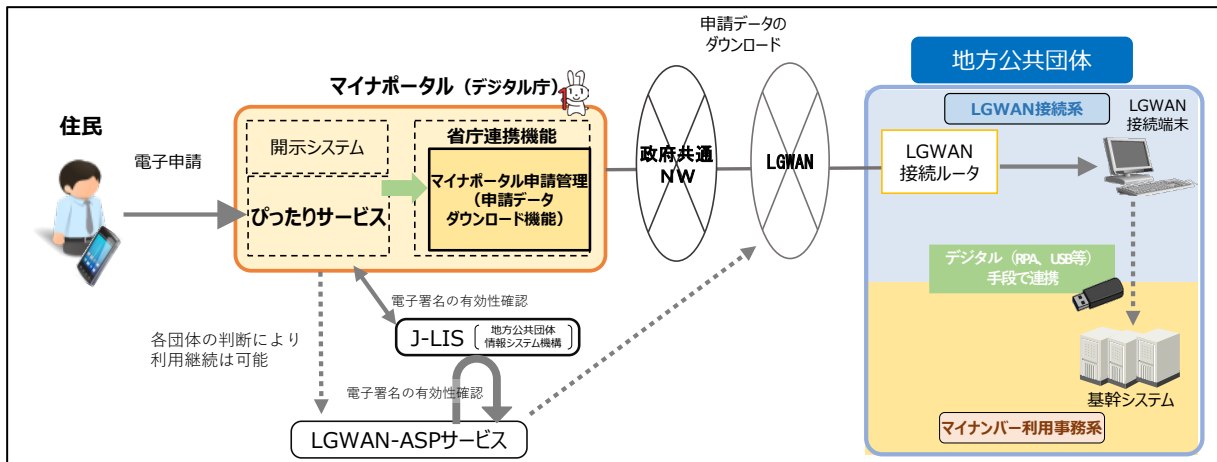 申請データの
ダウンロード
地方公共団体
マイナポータル（デジタル庁）
LGWAN接続系
LGWAN
接続端末
住民
電子申請
開示システム
省庁連携機能
ぴったりサービス
マイナポータル申請管理
（申請データ
ダウンロード機能）
政府共通
NW
LGWAN
LGWAN
接続ルータ
デジタル（RPA、USB等）
手段で連携
電子署名の有効性確認
各団体の判断により
利用継続は可能
J-LIS
地方公共団体
情報システム機構
電子署名の有効性確認
基幹システム
LGWAN-ASPサービス
マイナンバー利用事務系